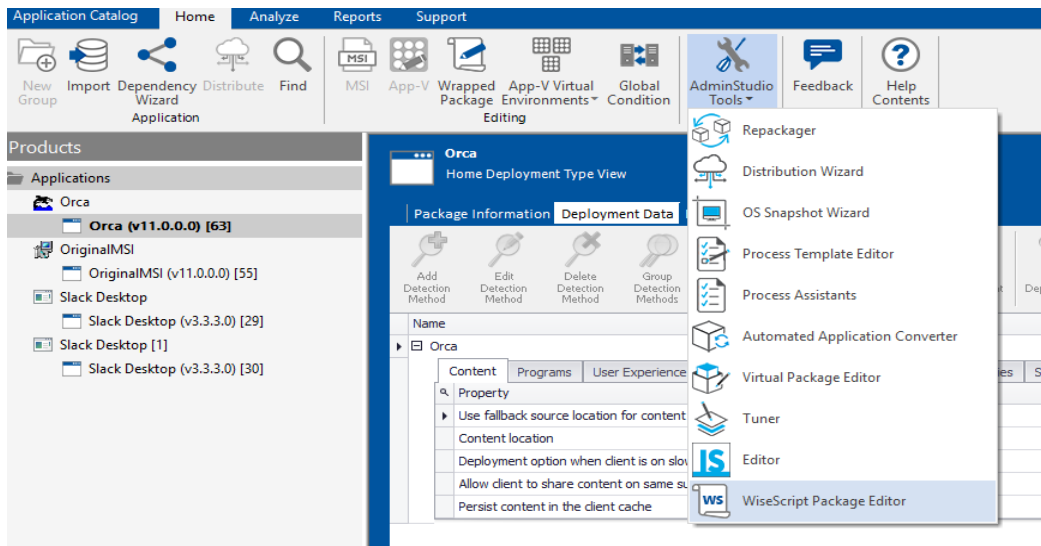 Application Catalog Home Analyze Reports Support
New Group
Import
Dependency Wizard
Distribute
Find
Application
MSI
MSI
App-V
Wrapped Package
App-V Virtual Environments
Global Condition
Editing
AdminStudio Tools
Feedback
?
Help Contents
Products
Applications
Orca
Orca (v11.0.0.0) [63]
OriginalMSI
OriginalMSI (v11.0.0.0) [55]
Slack Desktop
Slack Desktop (v3.3.3.0) [29]
Slack Desktop [1]
Slack Desktop (v3.3.3.0) [30]
Orca
Home Deployment Type View
Package Information Deployment Data
Add Detection Method
Edit Detection Method
Delete Detection Method
Group Detection Methods
Name
Orca
Content Programs User Experience
Property
Use fallback source location for content
Content location
Deployment option when client is on
Allow client to share content on same
Persist content in the client cache
Repackager
Distribution Wizard
OS Snapshot Wizard
Process Template Editor
Process Assistants
Automated Application Converter
Virtual Package Editor
Tuner
IS Editor
WS WiseScript Package Editor